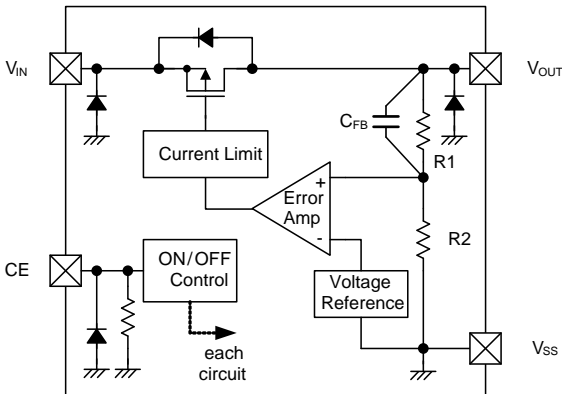 VIN
VOUT
CFB
R1
Current Limit
+
Error
Amp
-
R2
CE
ON/OFF
Control
Voltage
Reference
each
circuit
VSS